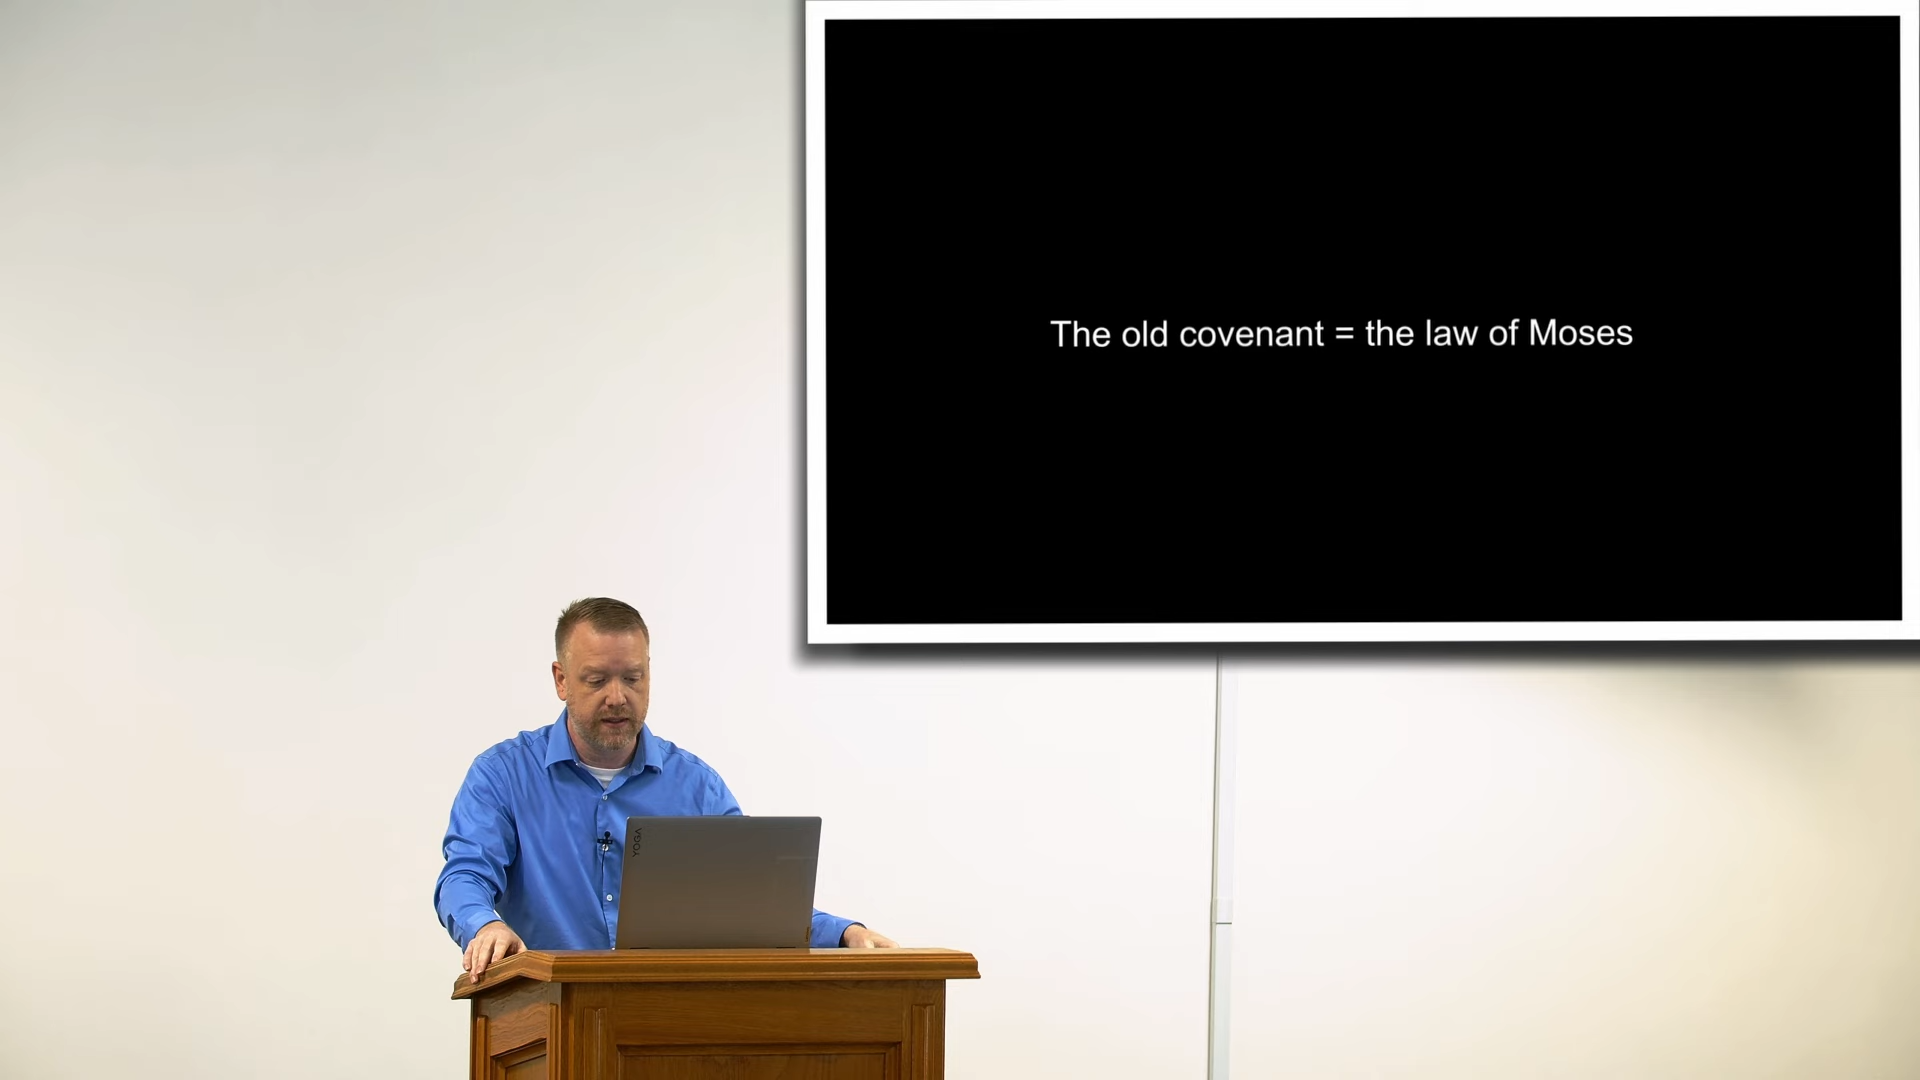 The old covenant = the law of Moses
YOGA